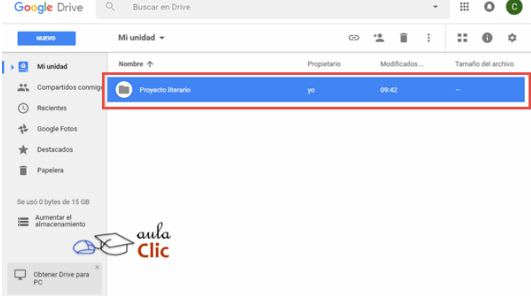 Google Drive
Buscar en Drive
C
NUEVO
Mi unidad
Mi unidad
Nombre
Propietario
Modificados...
Tamaño del archivo
Proyecto literario
yo
09:42
–
Compartidos conmigo
Recientes
Google Fotos
Destacados
Papelera
Se usó 0 bytes de 15 GB
Aumentar el
almacenamiento
aula
Clic
Obtener Drive para
PC